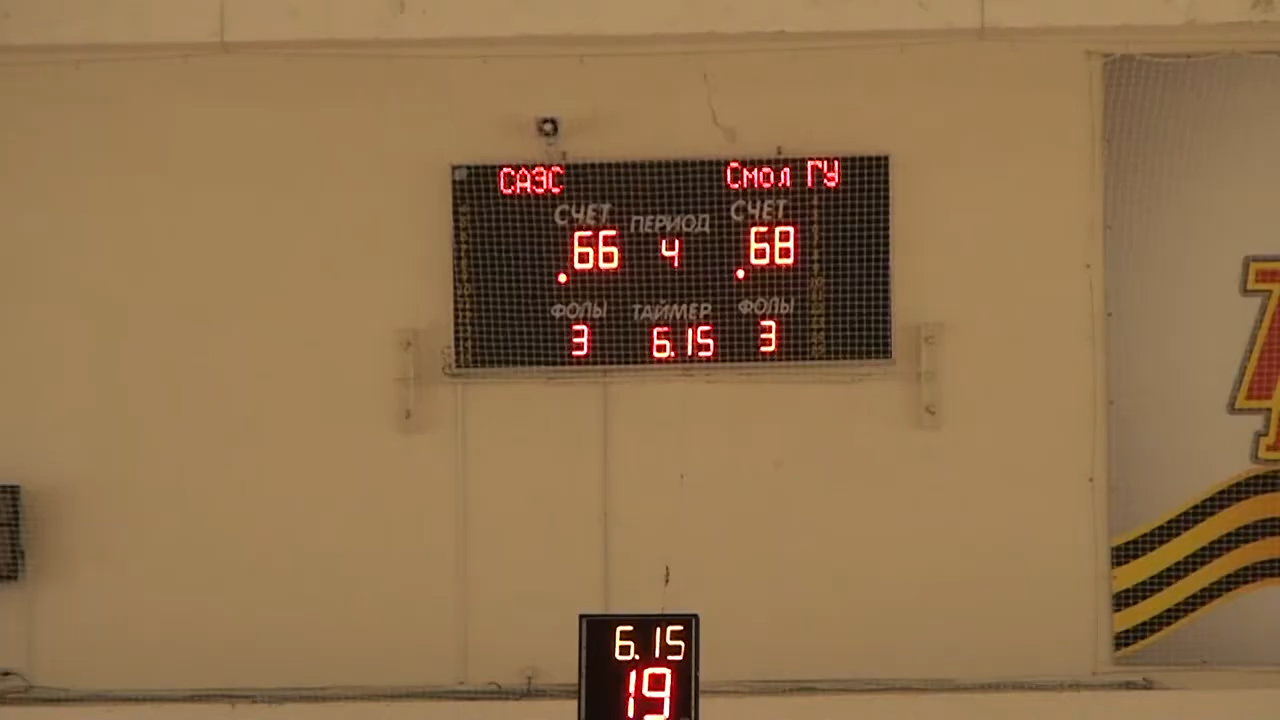 САЭС Смол ГУ
СЧЕТ ПЕРИОД СЧЕТ
.66 4 .68
ФОЛЫ ТАЙМЕР ФОЛЫ
3 6.15 3
6.15
19